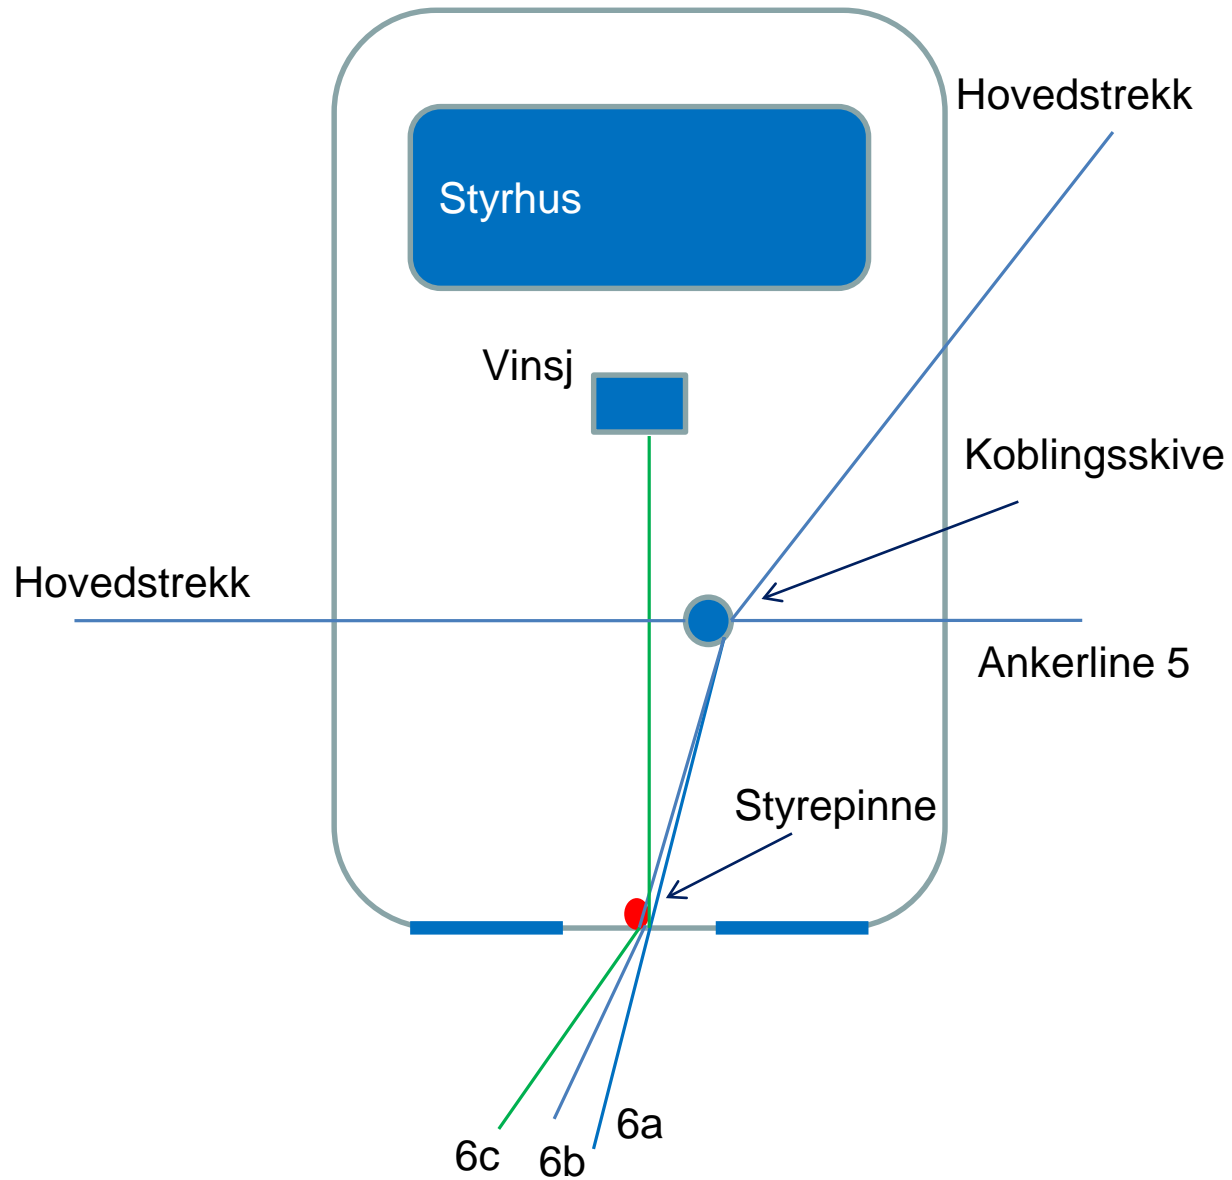 Hovedstrekk
Styrhus
Vinsj
Koblingsskive
Hovedstrekk
Ankerline 5
Styrepinne
6a
6b
6c